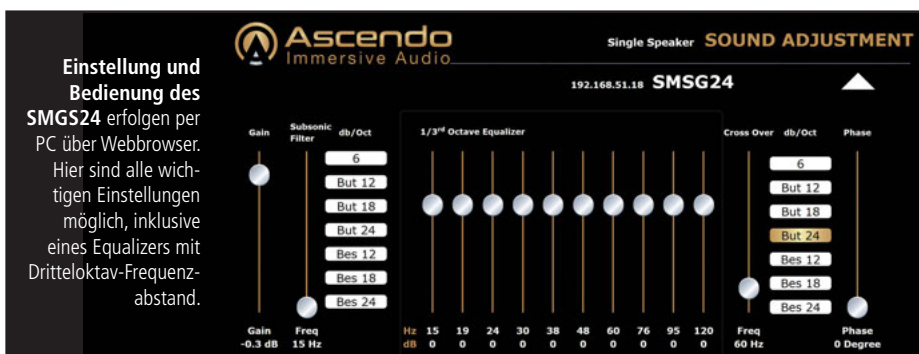 Einstellung und
Bedienung des
SMGS24 erfolgen per
PC über Webbrowser.
Hier sind alle wich-
tigen Einstellungen
möglich, inklusive
eines Equalizers mit
Dritteloktav-Frequenz-
abstand.
Ascendo
Immersive Audio
Single Speaker SOUND ADJUSTMENT
192.168.51.18 SMSG24
Gain
Subsonic
Filter
db/Oct
6
But 12
But 18
But 24
Bes 12
Bes 18
Bes 24
1/3rd Octave Equalizer
Cross Over db/Oct Phase
6
But 12
But 18
But 24
Bes 12
Bes 18
Bes 24
Gain
-0.3 dB
Freq
15 Hz
Hz 15 19 24 30 38 48 60 76 95 120
dB 0 0 0 0 0 0 0 0 0 0
Freq
60 Hz
Phase
0 Degree